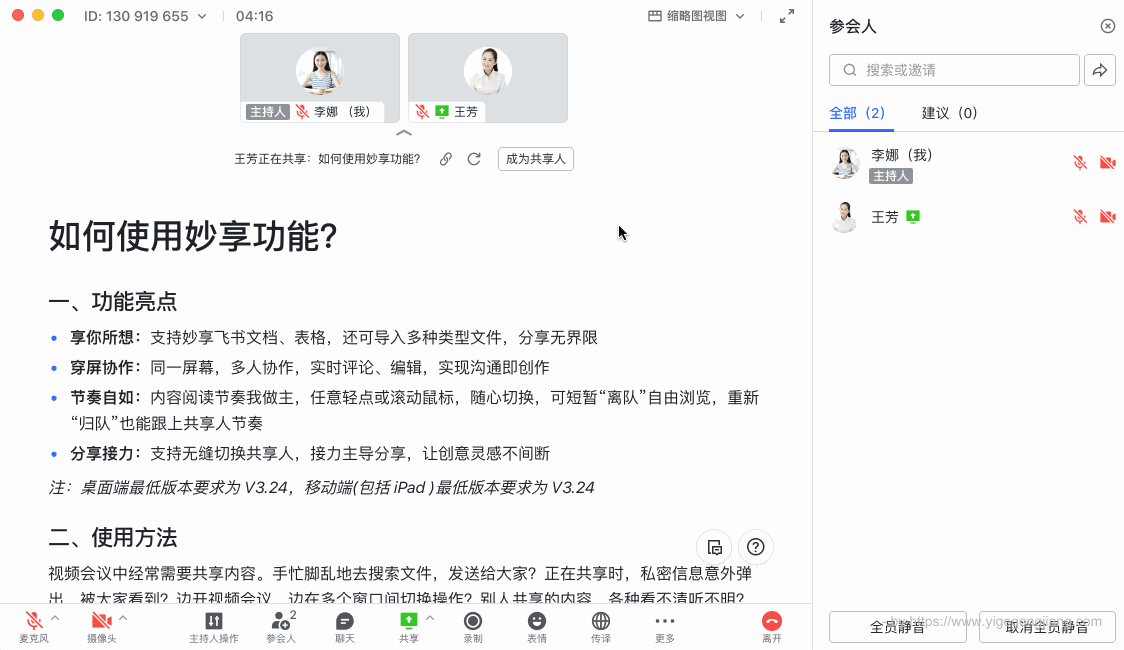 ID: 130 919 655
04:16
缩略图视图
主持人 李娜 （我）
王芳
王芳正在共享：如何使用妙享功能？
成为共享人
如何使用妙享功能？
一、功能亮点
享你所想：支持妙享飞书文档、表格，还可导入多种类型文件，分享无界限
穿屏协作：同一屏幕，多人协作，实时评论、编辑，实现沟通即创作
节奏自如：内容阅读节奏我做主，任意轻点或滚动鼠标，随心切换，可短暂“离队”自由浏览，重新
“归队”也能跟上共享人节奏
分享接力：支持无缝切换共享人，接力主导分享，让创意灵感不间断
注：桌面端最低版本要求为 V3.24，移动端(包括 iPad )最低版本要求为 V3.24
二、使用方法
视频会议中经常需要共享内容。手忙脚乱地去搜索文件，发送给大家？正在共享时，私密信息意外弹
出，被大家看到？边开视频会议，边在多个窗口间切换操作？别人共享的内容，各种看不清听不明？
麦克风
摄像头
主持人操作
2
参会人
聊天
共享
录制
表情
传译
更多
离开
参会人
搜索或邀请
全部（2）
建议（0）
李娜（我）
主持人
王芳
全员静音
取消全员静音